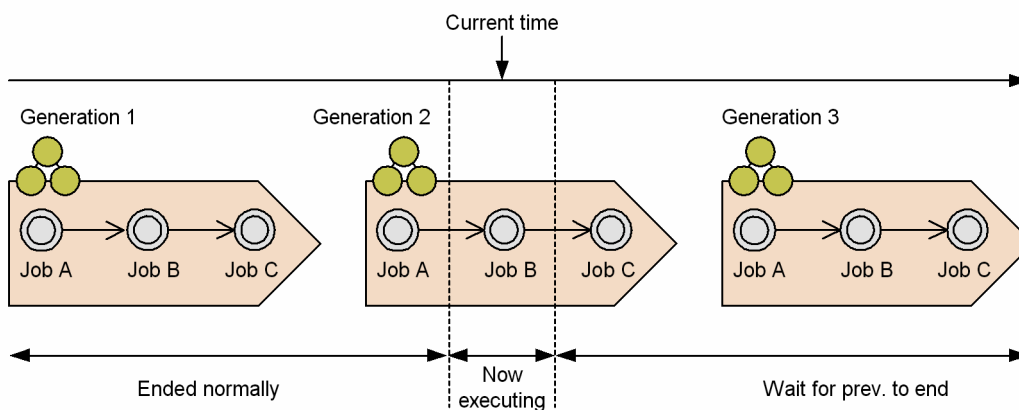 Current time
Generation 1
Generation 2
Generation 3
Job A
Job B
Job C
Job A
Job B
Job C
Job A
Job B
Job C
Ended normally
Now
executing
Wait for prev. to end